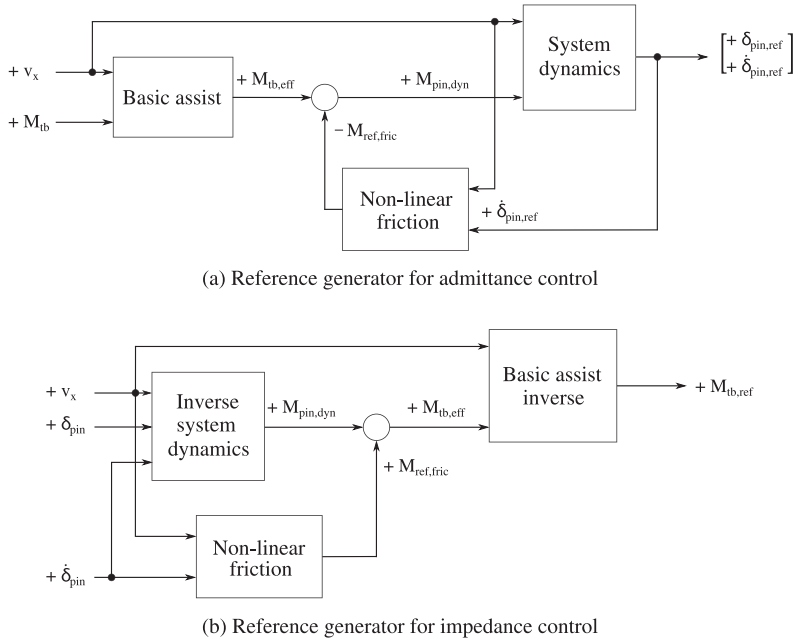 + v_x
+ M_tb
Basic assist
+ M_tb,eff
− M_ref,fric
+ M_pin,dyn
System
dynamics
+ δ_pin,ref
+ δ̇_pin,ref
Non-linear
friction
+ δ̇_pin,ref
(a) Reference generator for admittance control
+ v_x
+ δ_pin
+ δ̇_pin
Inverse
system
dynamics
+ M_pin,dyn
+ M_tb,eff
+ M_ref,fric
Non-linear
friction
Basic assist
inverse
+ M_tb,ref
(b) Reference generator for impedance control